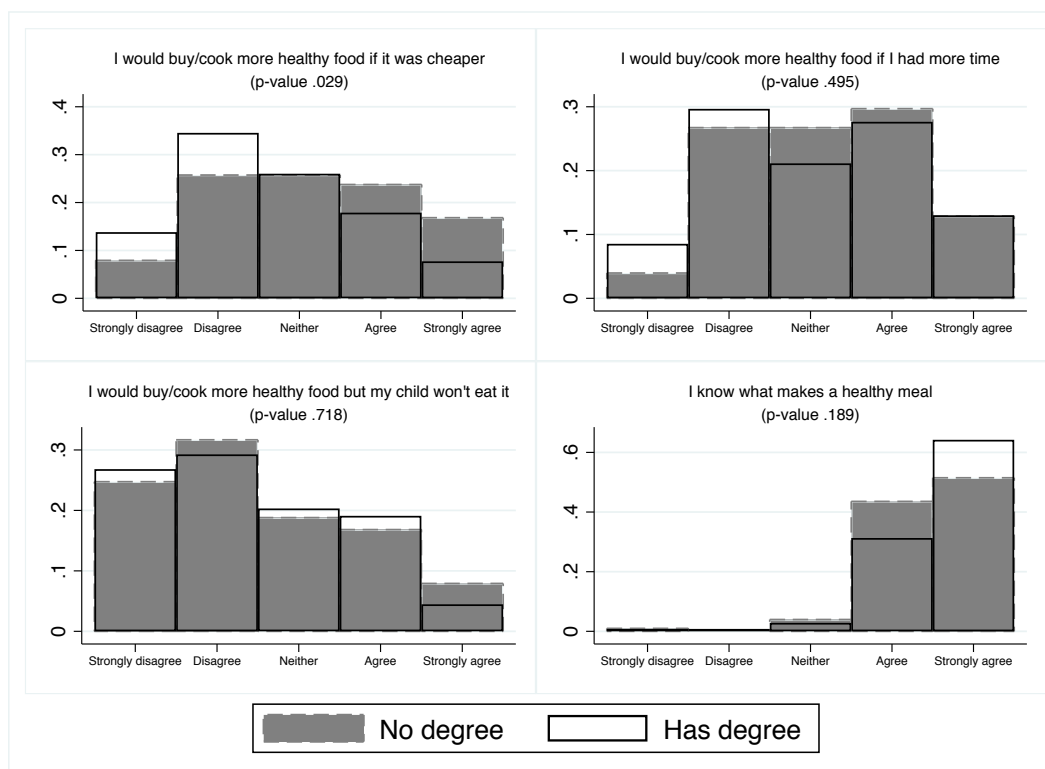 I would buy/cook more healthy food if it was cheaper
(p-value .029)
.4
.3
.2
.1
0
Strongly disagree Disagree Neither Agree Strongly agree
I would buy/cook more healthy food if I had more time
(p-value .495)
.3
.2
.1
0
Strongly disagree Disagree Neither Agree Strongly agree
I would buy/cook more healthy food but my child won't eat it
(p-value .718)
.3
.2
.1
0
Strongly disagree Disagree Neither Agree Strongly agree
I know what makes a healthy meal
(p-value .189)
.6
.4
.2
0
Strongly disagree Disagree Neither Agree Strongly agree
No degree Has degree